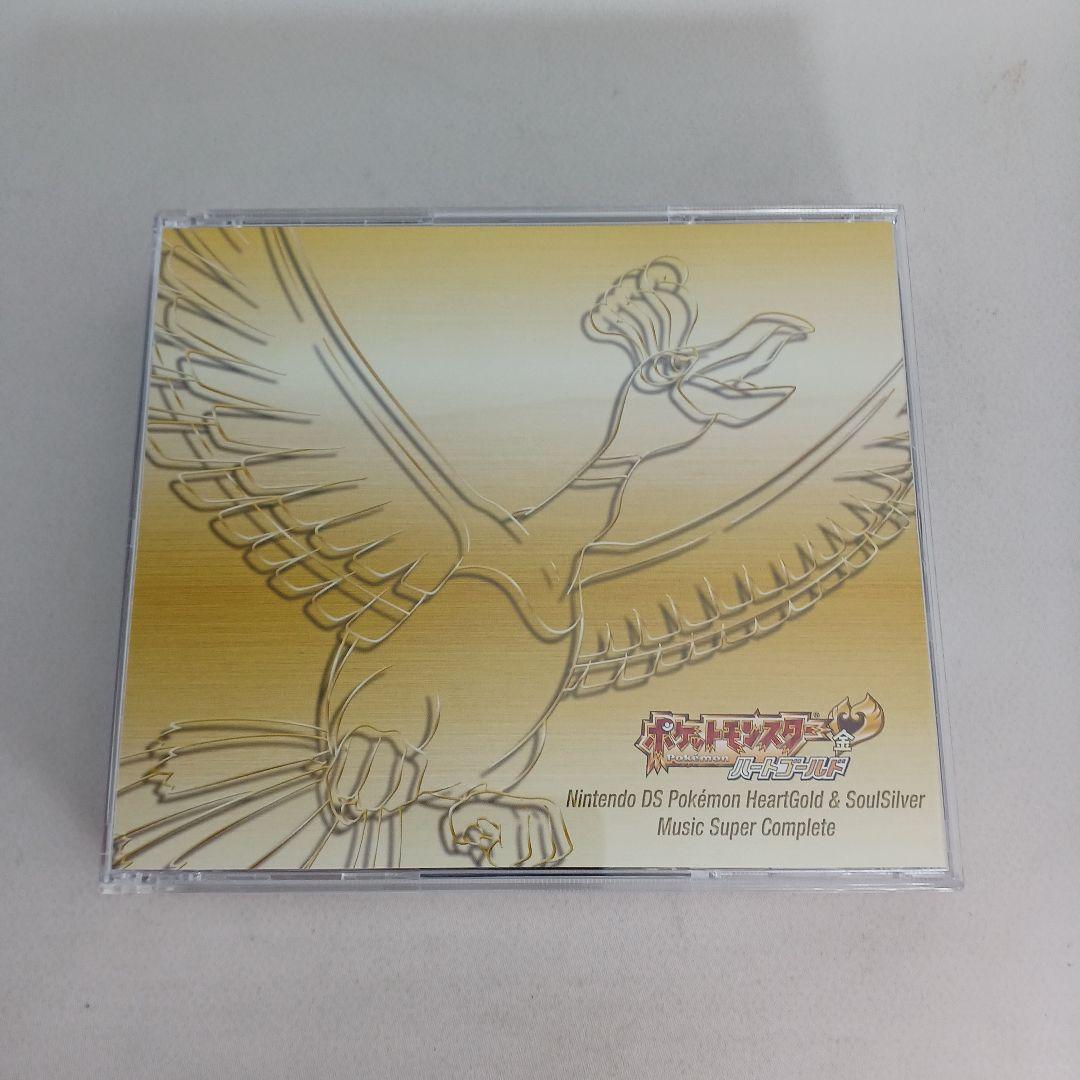 ポケットモンスター
Pokémon
金
ハートゴールド
Nintendo DS Pokémon HeartGold & SoulSilver
Music Super Complete